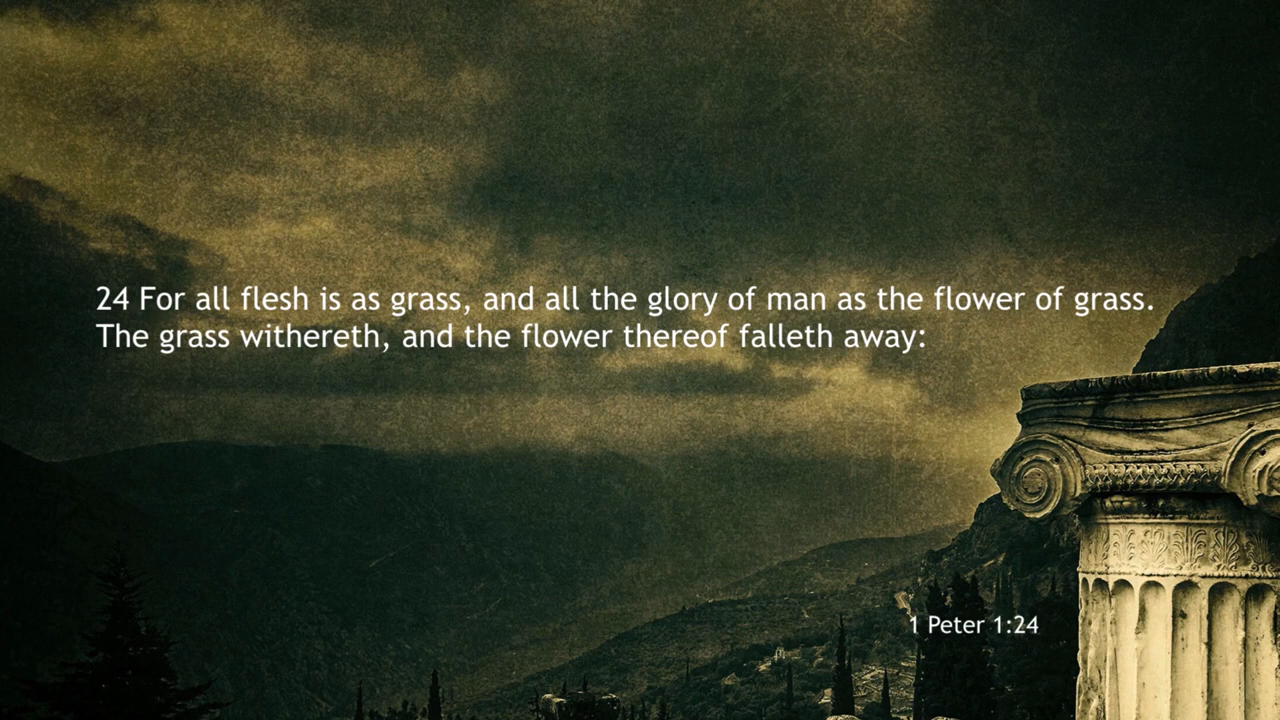 24 For all flesh is as grass, and all the glory of man as the flower of grass.
The grass withereth, and the flower thereof falleth away:
1 Peter 1:24